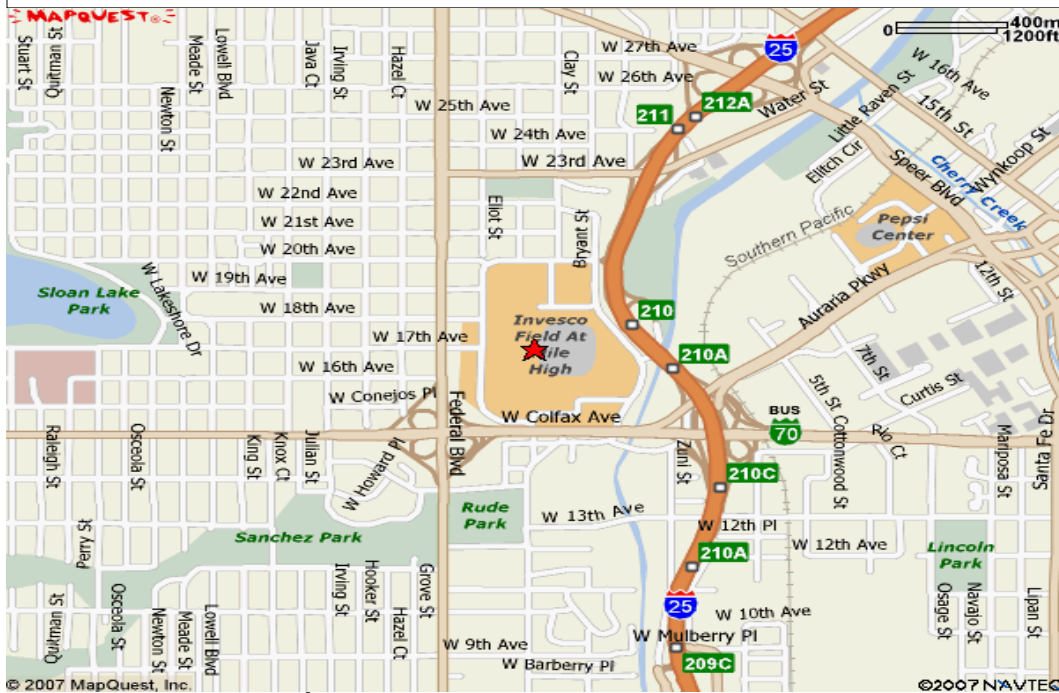 MAPQUEST
400m
0
1200ft
Stuart St
Quitman St
Meade St
Lowell Blvd
Java Ct
Irving St
Hazel Ct
Clay St
W 27th Ave
25
W 26th Ave
W 16th Ave
Newton St
W 25th Ave
211
212A
Water St
Little Raven St
15th St
W 24th Ave
W 23rd Ave
W 23rd Ave
Elitch Cir
Speer Blvd
Cherry Creek
Wynkoop St
W 22nd Ave
Eliot St
W 21st Ave
Bryant St
Southern Pacific
Pepsi
Center
W 20th Ave
W Lakeshore Dr
W 19th Ave
12th St
Sloan Lake
Park
W 18th Ave
Auraria Pkwy
210
Invesco
Field At
Mile
High
W 17th Ave
W 16th Ave
210A
7th St
Curtis St
W Conejos Pl
Federal Blvd
W Colfax Ave
5th St
BUS
70
Rio Ct
Cottonwood St
Mariposa St
Santa Fe Dr
Raleigh St
Osceola St
King St
Knox Ct
Julian St
W Howard Pl
Zuni St
210C
Rude
Park
W 13th Ave
W 12th Pl
Perry St
Sanchez Park
210A
W 12th Ave
Lincoln
Park
Quitman St
Osceola St
Newton St
Meade St
Lowell Blvd
Irving St
Hooker St
Hazel Ct
Grove St
25
W 10th Ave
Osage St
Navajo St
Lipan St
W 9th Ave
W Mulberry Pl
W Barberry Pl
209C
© 2007 MapQuest, Inc.
©2007 NAVTEQ